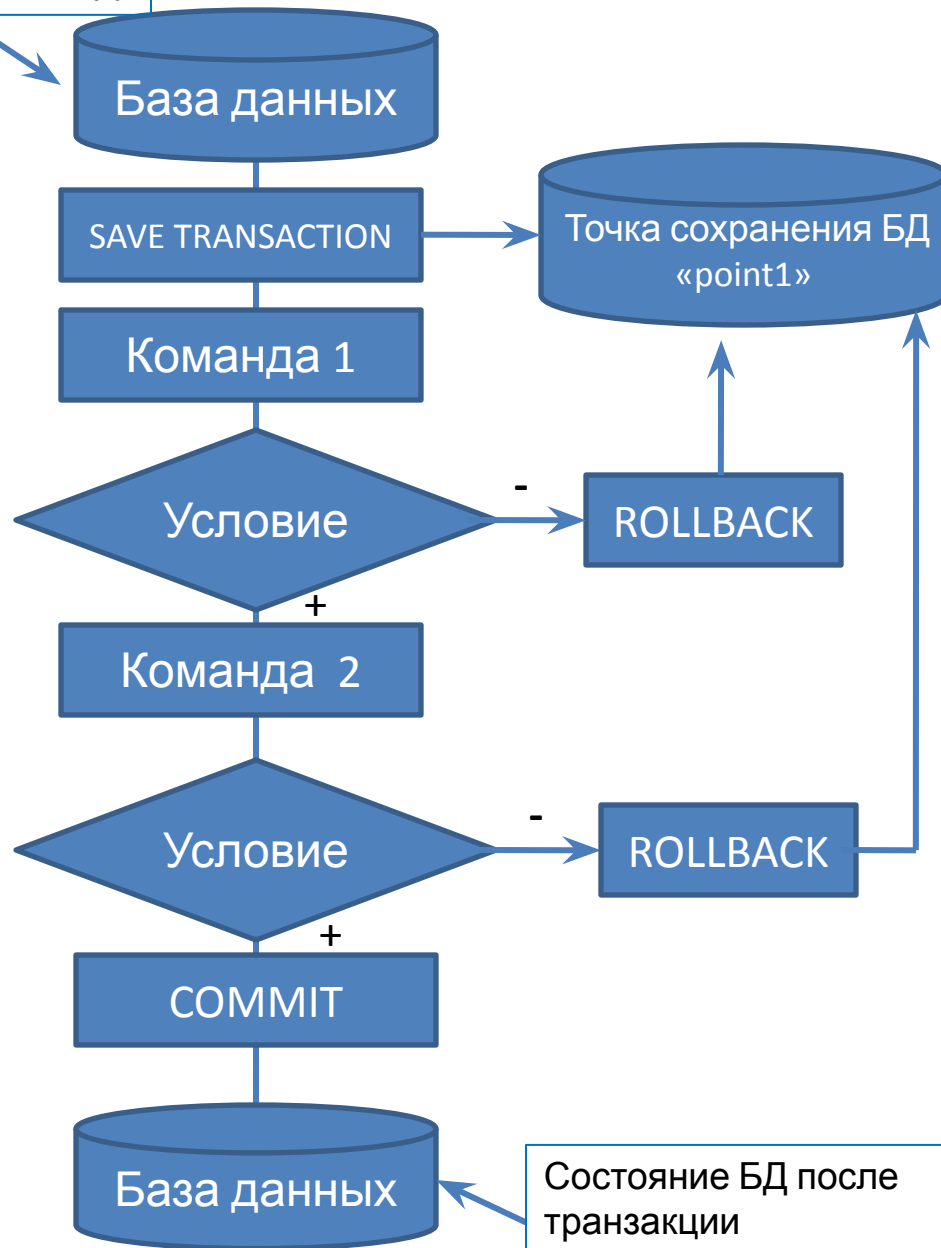 База данных
SAVE TRANSACTION
Точка сохранения БД
«point1»
Команда 1
Условие
-
ROLLBACK
+
Команда 2
Условие
-
ROLLBACK
+
COMMIT
База данных
Состояние БД после
транзакции